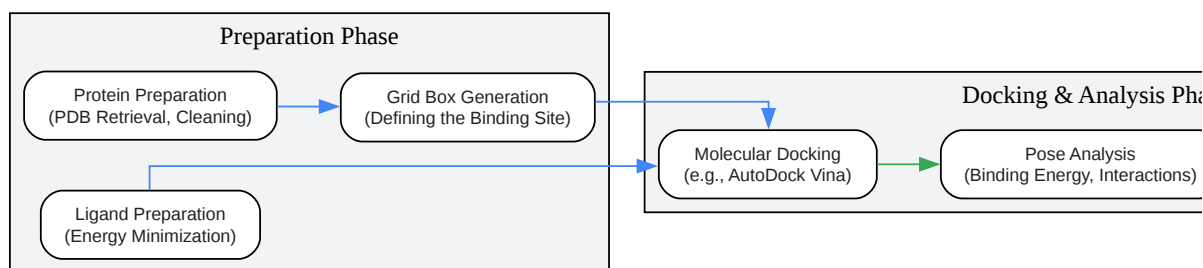 Preparation Phase
Protein Preparation
(PDB Retrieval, Cleaning)
Grid Box Generation
(Defining the Binding Site)
Ligand Preparation
(Energy Minimization)
Docking & Analysis
Molecular Docking
(e.g., AutoDock Vina)
Pose Analysis
(Binding Energy, Interactions)